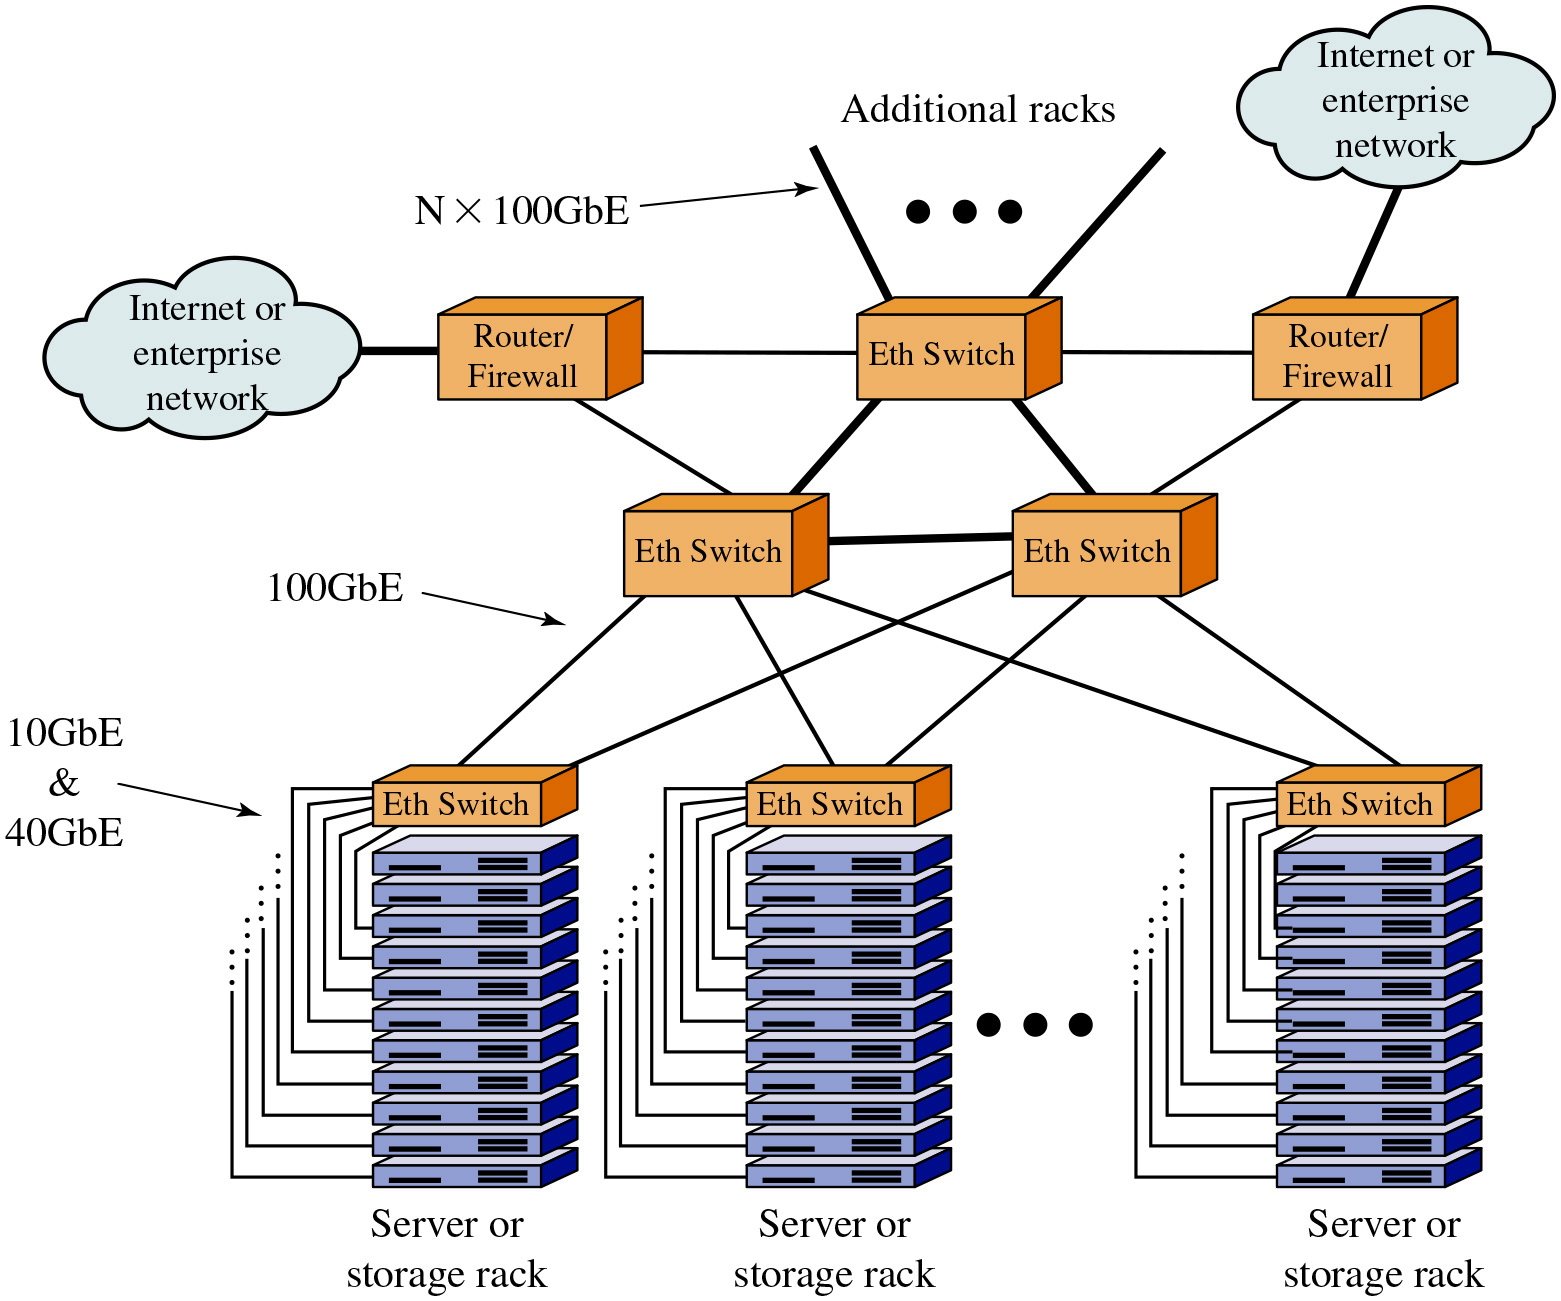 Internet or
enterprise
network
Additional racks
N × 100GbE
Internet or
enterprise
network
Router/
Firewall
Eth Switch
Router/
Firewall
Eth Switch
Eth Switch
100GbE
10GbE
&
40GbE
Eth Switch
Eth Switch
Eth Switch
Server or
storage rack
Server or
storage rack
Server or
storage rack